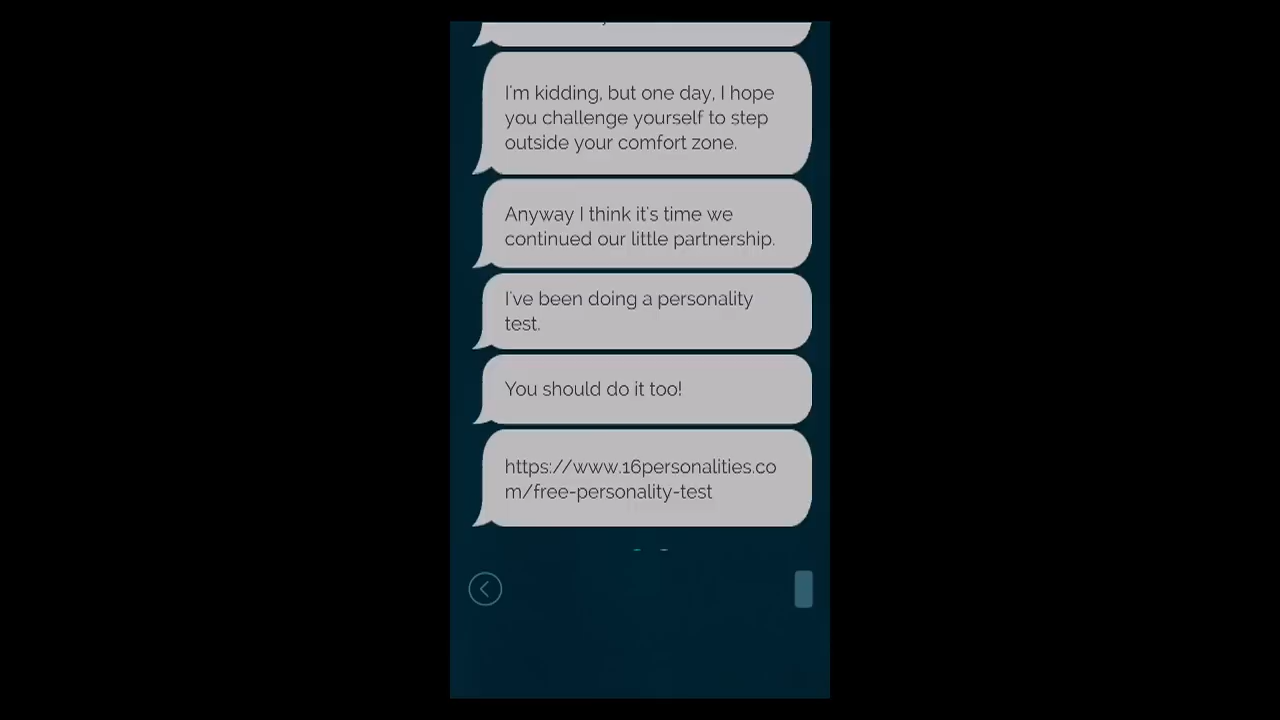 I'm kidding, but one day, I hope
you challenge yourself to step
outside your comfort zone.
Anyway I think it's time we
continued our little partnership.
I've been doing a personality
test.
You should do it too!
https://www.16personalities.co
m/free-personality-test